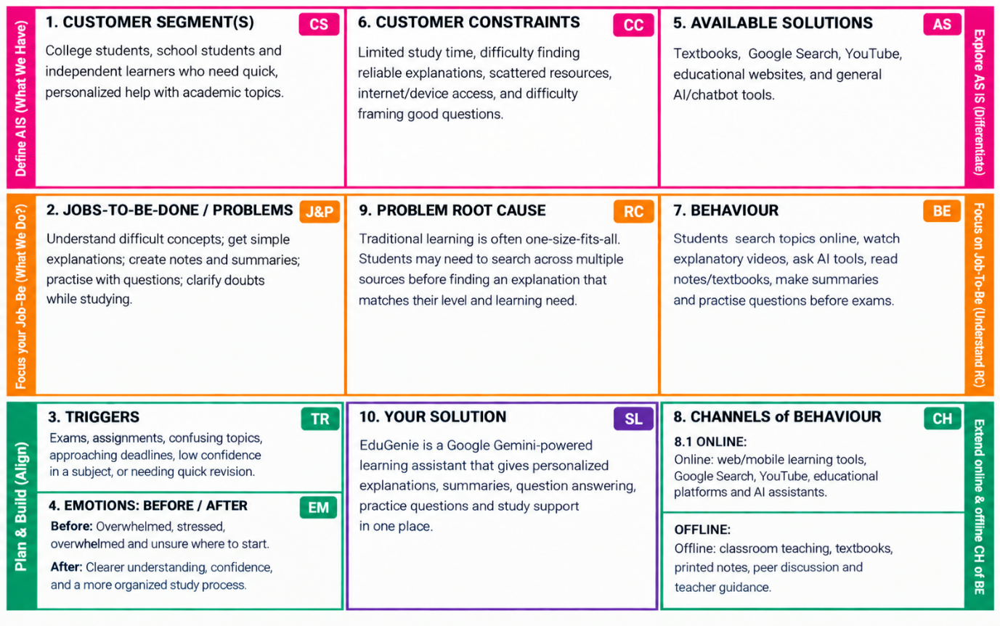 Define AIS (What We Have)
1. CUSTOMER SEGMENT(S)
CS
College students, school students and
independent learners who need quick,
personalized help with academic topics.
6. CUSTOMER CONSTRAINTS
CC
Limited study time, difficulty finding
reliable explanations, scattered resources,
internet/device access, and difficulty
framing good questions.
5. AVAILABLE SOLUTIONS
AS
Textbooks, Google Search, YouTube,
educational websites, and general
AI/chatbot tools.
Explore AS IS (Differentiate)
Focus your Job-Be (What We Do?)
2. JOBS-TO-BE-DONE / PROBLEMS
J&P
Understand difficult concepts; get simple
explanations; create notes and summaries;
practise with questions; clarify doubts
while studying.
9. PROBLEM ROOT CAUSE
RC
Traditional learning is often one-size-fits-all.
Students may need to search across multiple
sources before finding an explanation that
matches their level and learning need.
7. BEHAVIOUR
BE
Students search topics online, watch
explanatory videos, ask AI tools, read
notes/textbooks, make summaries
and practise questions before exams.
Focus on Job-To-Be (Understand RC)
Plan & Build (Align)
3. TRIGGERS
TR
Exams, assignments, confusing topics,
approaching deadlines, low confidence
in a subject, or needing quick revision.
4. EMOTIONS: BEFORE / AFTER
EM
Before: Overwhelmed, stressed,
overwhelmed and unsure where to start.
After: Clearer understanding, confidence,
and a more organized study process.
10. YOUR SOLUTION
SL
EduGenie is a Google Gemini-powered
learning assistant that gives personalized
explanations, summaries, question answering,
practice questions and study support
in one place.
8. CHANNELS of BEHAVIOUR
CH
8.1 ONLINE:
Online: web/mobile learning tools,
Google Search, YouTube, educational
platforms and AI assistants.
OFFLINE:
Offline: classroom teaching, textbooks,
printed notes, peer discussion and
teacher guidance.
Extend online & offline CH of BE